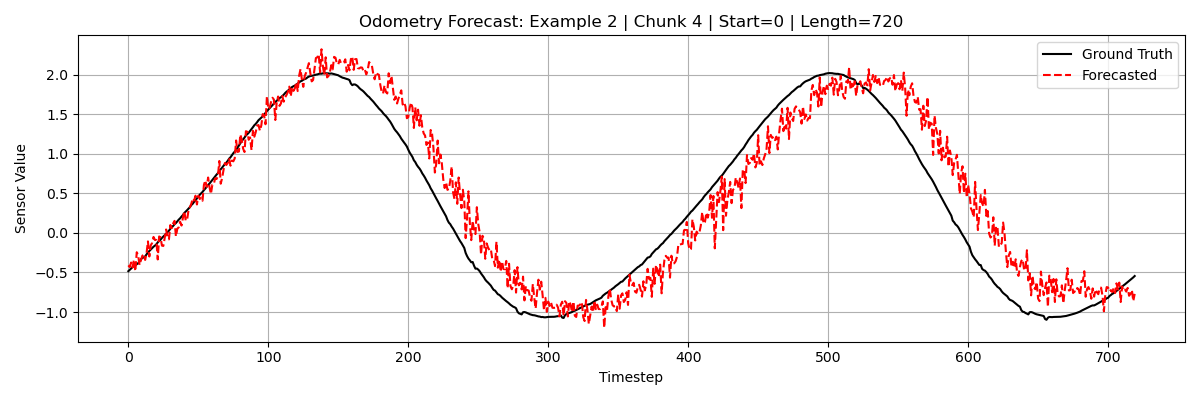 Odometry Forecast: Example 2 | Chunk 4 | Start=0 | Length=720
Ground Truth
Forecasted
Sensor Value
2.0
1.5
1.0
0.5
0.0
−0.5
−1.0
0 100 200 300 400 500 600 700
Timestep